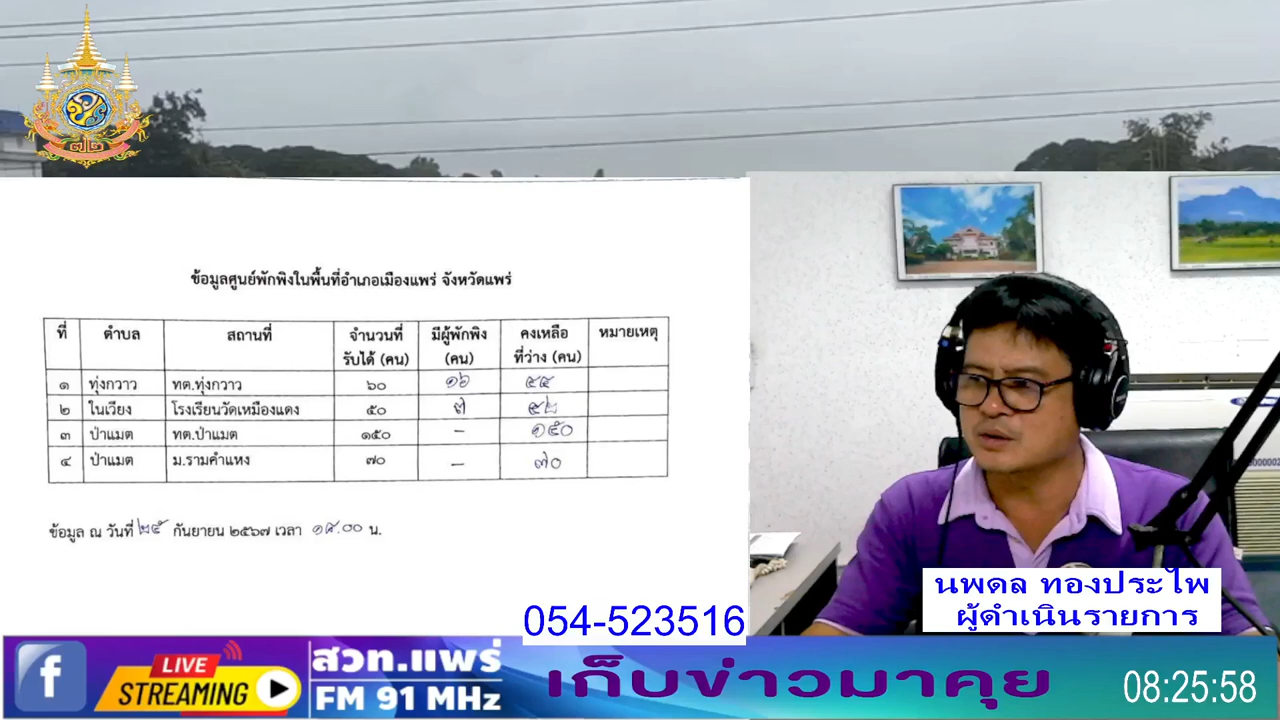 ๗๒
ข้อมูลศูนย์พักพิงในพื้นที่อำเภอเมืองแพร่ จังหวัดแพร่
ที่ ตำบล สถานที่ จำนวนที่รับได้ (คน) มีผู้พักพิง (คน) คงเหลือที่ว่าง (คน) หมายเหตุ
๑ ทุ่งกวาว ทต.ทุ่งกวาว ๖๐ ๑๖
๒ ในเวียง โรงเรียนวัดเหมืองแดง ๕๐
๓ ป่าแมต ทต.ป่าแมต ๑๕๐ – ๑๕๐
๔ ป่าแมต ม.รามคำแหง ๗๐ – ๗๐
ข้อมูล ณ วันที่ ๒๕ กันยายน ๒๕๖๗ เวลา น.
054-523516
นพดล ทองประไพ
ผู้ดำเนินรายการ
f
LIVE
STREAMING
สวท.แพร่
FM 91 MHz
เก็บข่าวมาคุย
08:25:58